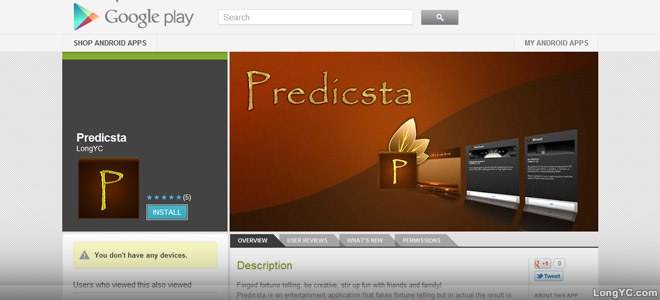 Google play
Search
SHOP ANDROID APPS
MY ANDROID APPS
Predicsta
LongYC
P
(5)
INSTALL
Predicsta
P
You don't have any devices.
Users who viewed this also viewed
OVERVIEW
USER REVIEWS
WHAT'S NEW
PERMISSIONS
Description
Forged fortune telling, be creative, stir up fun with friends and family!
Predicsta is an entertainment application that fakes fortune telling but in actual the result is
+1
0
Tweet
ABOUT THIS APP
LongYC.com